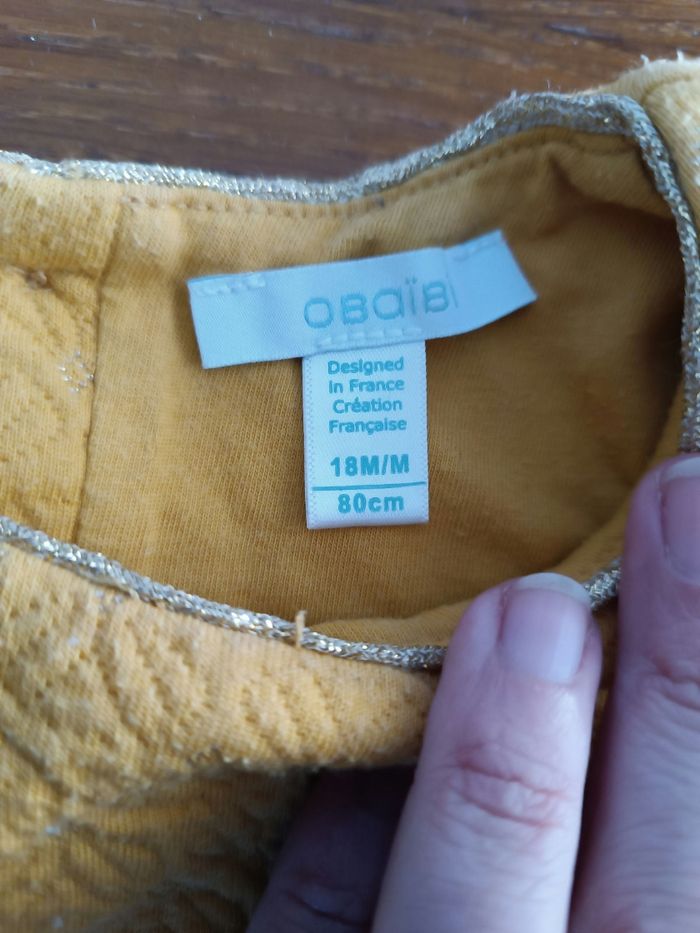 OBaïBi
Designed
in France
Création
Française
18M/M
80cm